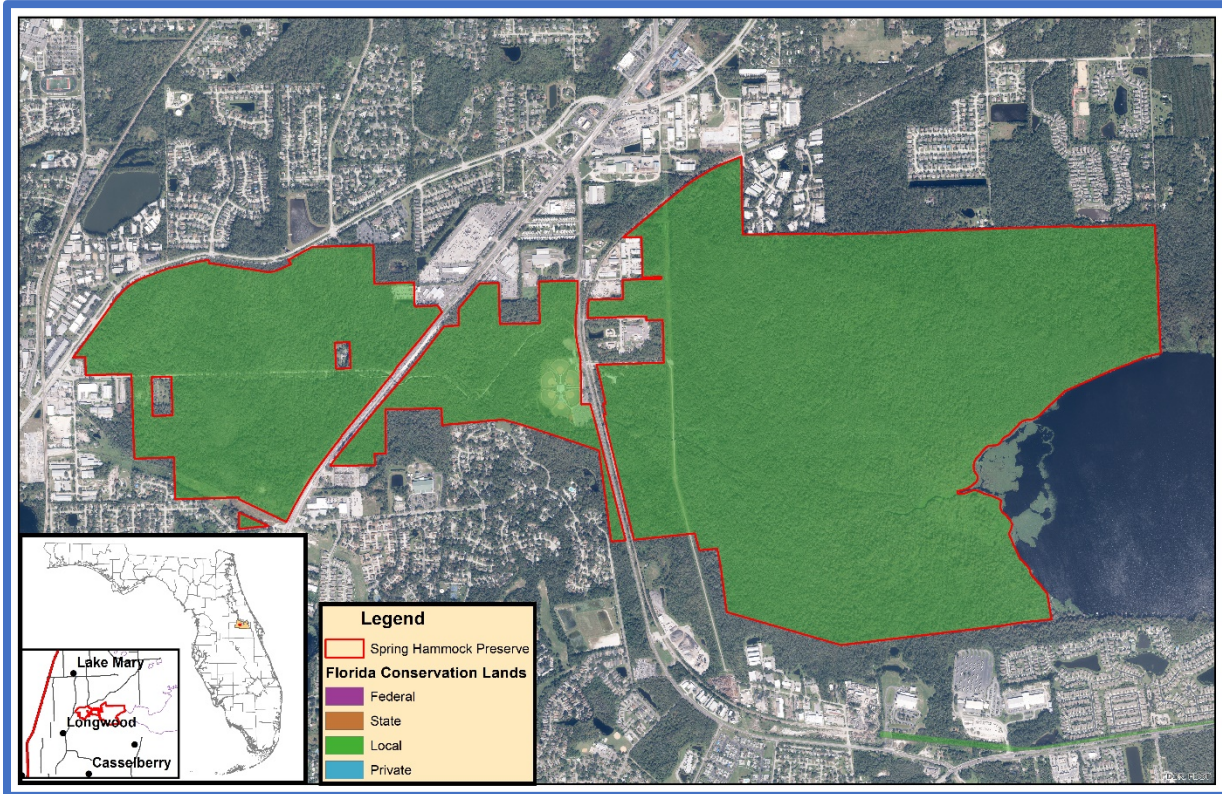 Lake Mary
Longwood
Casselberry
Legend
Spring Hammock Preserve
Florida Conservation Lands
Federal
State
Local
Private